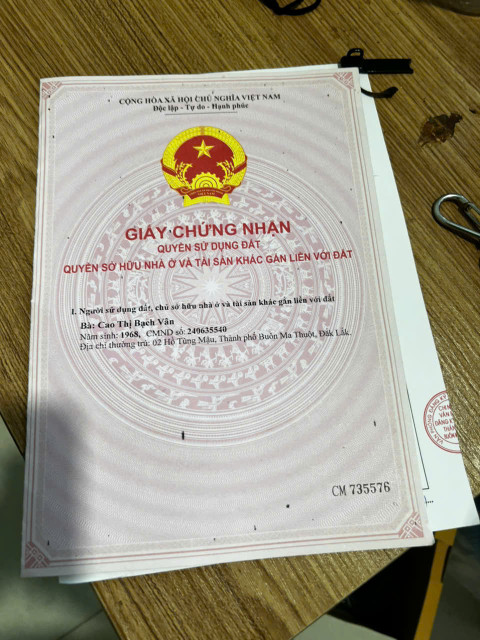 CỘNG HÒA XÃ HỘI CHỦ NGHĨA VIỆT NAM
Độc lập - Tự do - Hạnh phúc
GIẤY CHỨNG NHẬN
QUYỀN SỬ DỤNG ĐẤT
QUYỀN SỞ HỮU NHÀ Ở VÀ TÀI SẢN KHÁC GẮN LIỀN VỚI ĐẤT
I. Người sử dụng đất, chủ sở hữu nhà ở và tài sản khác gắn liền với đất
Bà: Cao Thị Bạch Vân
Năm sinh: 1968, CMND số: 240635540
Địa chỉ thường trú: 02 Hồ Tùng Mậu, Thành phố Buôn Ma Thuột, Đắk Lắk.
CM 735576